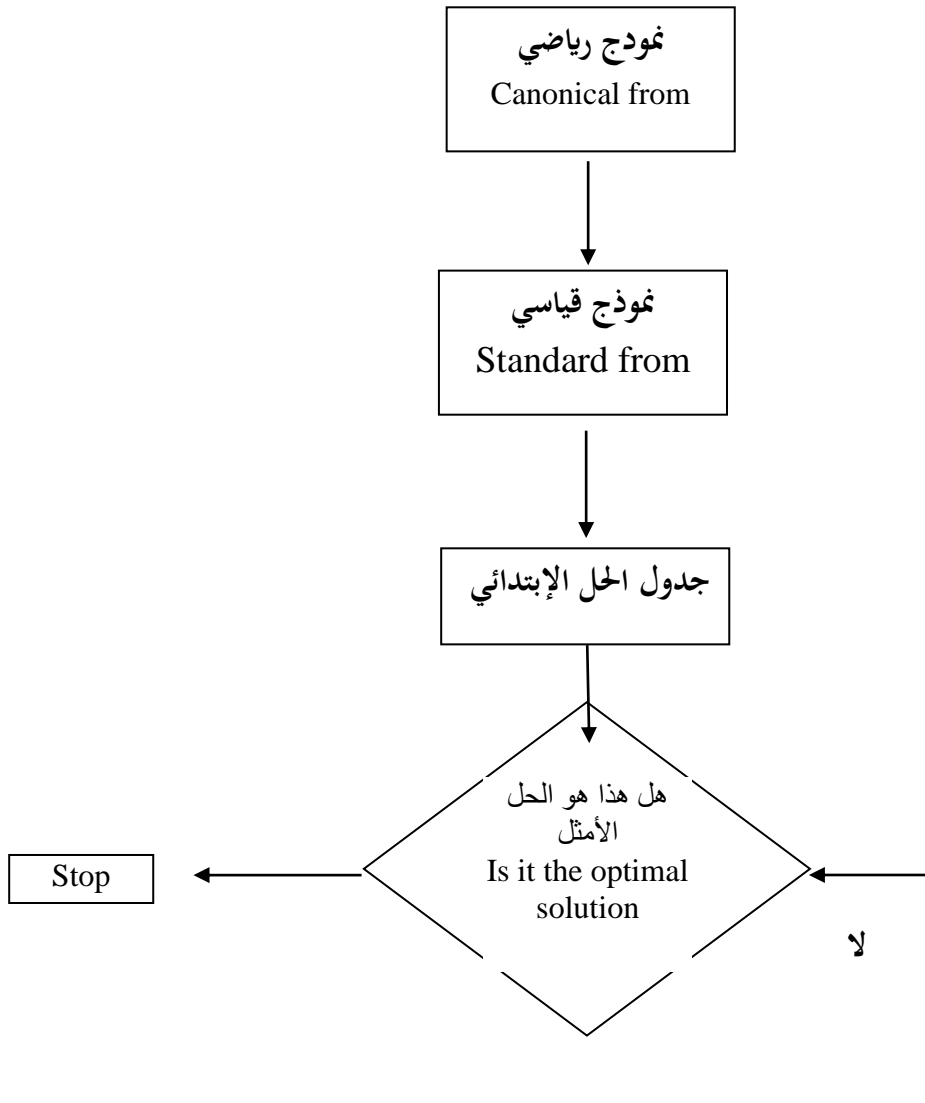 نمودج رياضي
Canonical from
نموذج قياسي
Standard from
جدول الحل الإبتدائي
هل هذا هو الحل
الأمثل
Is it the optimal
solution
Stop
لا